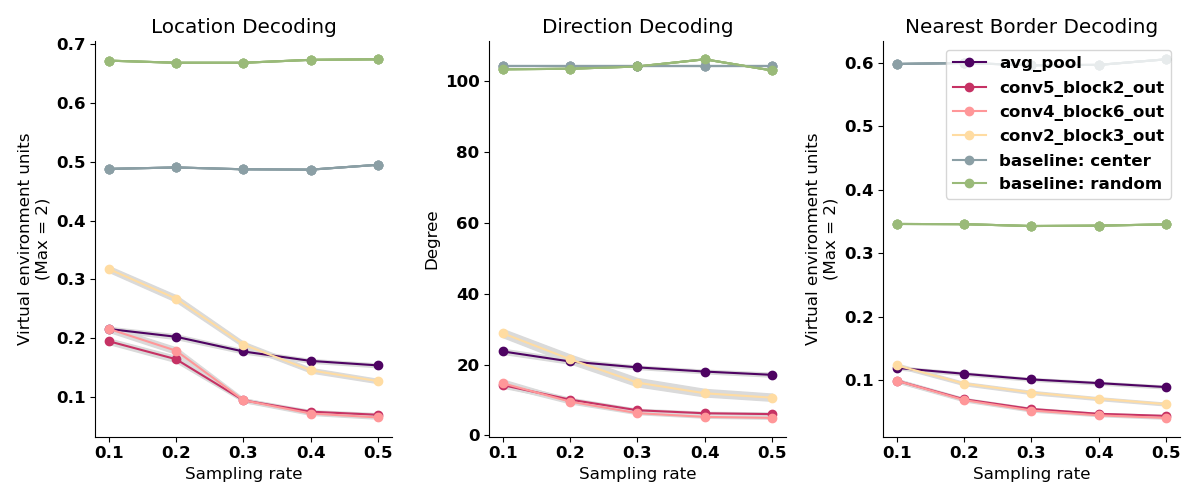 Location Decoding
Virtual environment units
(Max = 2)
0.7
0.6
0.5
0.4
0.3
0.2
0.1
0.1 0.2 0.3 0.4 0.5
Sampling rate
Direction Decoding
Degree
100
80
60
40
20
0
0.1 0.2 0.3 0.4 0.5
Sampling rate
Nearest Border Decoding
Virtual environment units
(Max = 2)
0.6
0.5
0.4
0.3
0.2
0.1
avg_pool
conv5_block2_out
conv4_block6_out
conv2_block3_out
baseline: center
baseline: random
0.1 0.2 0.3 0.4 0.5
Sampling rate